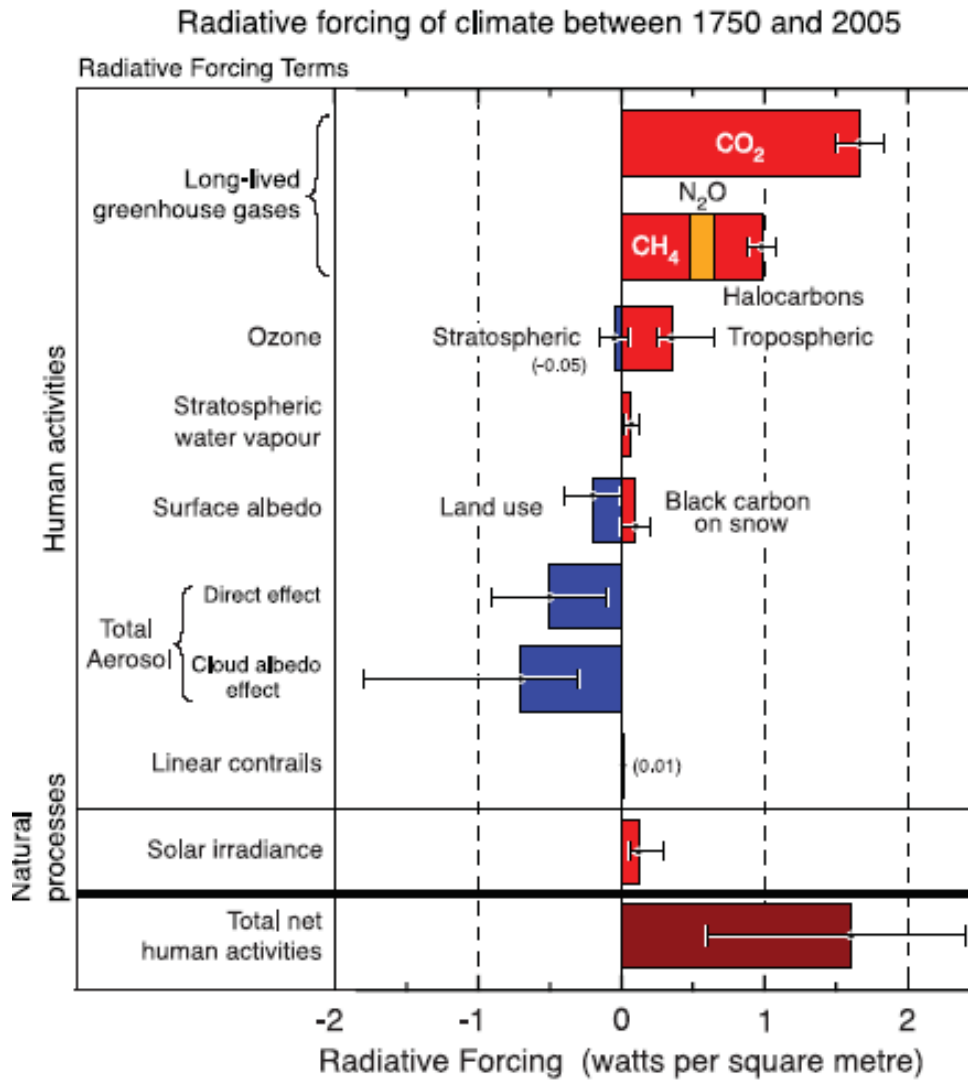 Radiative forcing of climate between 1750 and 2005
Radiative Forcing Terms
Human activities
Long-lived
greenhouse gases
CO₂
N₂O
CH₄
Halocarbons
Ozone
Stratospheric
(-0.05)
Tropospheric
Stratospheric
water vapour
Surface albedo
Land use
Black carbon
on snow
Total
Aerosol
Direct effect
Cloud albedo
effect
Linear contrails
(0.01)
Natural
processes
Solar irradiance
Total net
human activities
-2 -1 0 1 2
Radiative Forcing (watts per square metre)